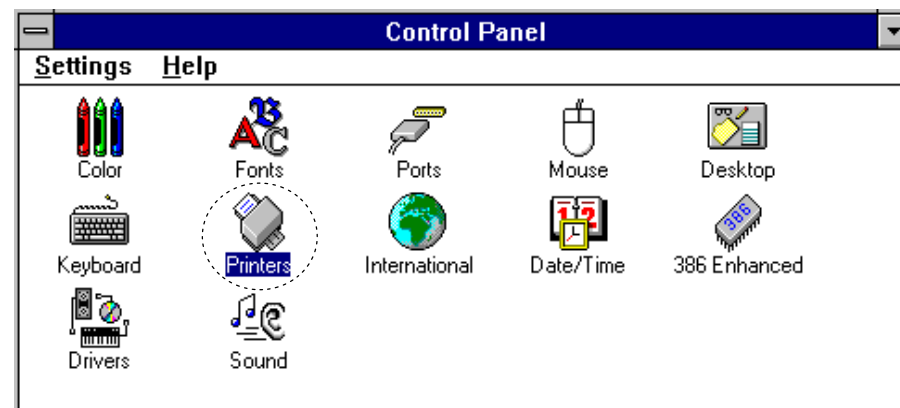 Control Panel
Settings Help
Color Fonts Ports Mouse Desktop
Keyboard Printers International Date/Time 386 Enhanced
Drivers Sound